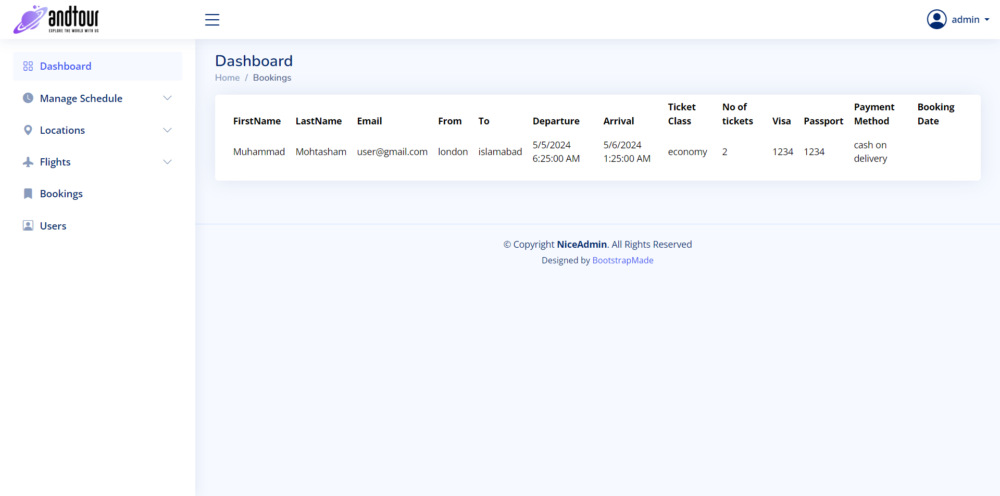 andtour
EXPLORE THE WORLD WITH US
admin
Dashboard
Manage Schedule
Locations
Flights
Bookings
Users
Dashboard
Home / Bookings
FirstName LastName Email From To Departure Arrival Ticket Class No of tickets Visa Passport Payment Method Booking Date
Muhammad Mohtasham user@gmail.com london islamabad 5/5/2024 6:25:00 AM 5/6/2024 1:25:00 AM economy 2 1234 1234 cash on delivery
© Copyright NiceAdmin. All Rights Reserved
Designed by BootstrapMade